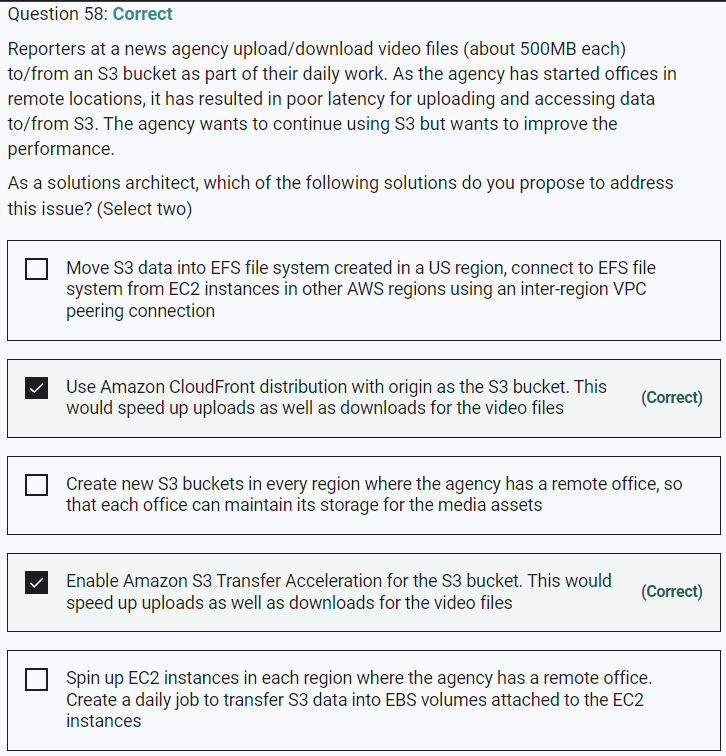 Question 58: Correct
Reporters at a news agency upload/download video files (about 500MB each)
to/from an S3 bucket as part of their daily work. As the agency has started offices in
remote locations, it has resulted in poor latency for uploading and accessing data
to/from S3. The agency wants to continue using S3 but wants to improve the
performance.
As a solutions architect, which of the following solutions do you propose to address
this issue? (Select two)
Move S3 data into EFS file system created in a US region, connect to EFS file
system from EC2 instances in other AWS regions using an inter-region VPC
peering connection
Use Amazon CloudFront distribution with origin as the S3 bucket. This
would speed up uploads as well as downloads for the video files
(Correct)
Create new S3 buckets in every region where the agency has a remote office, so
that each office can maintain its storage for the media assets
Enable Amazon S3 Transfer Acceleration for the S3 bucket. This would
speed up uploads as well as downloads for the video files
(Correct)
Spin up EC2 instances in each region where the agency has a remote office.
Create a daily job to transfer S3 data into EBS volumes attached to the EC2
instances